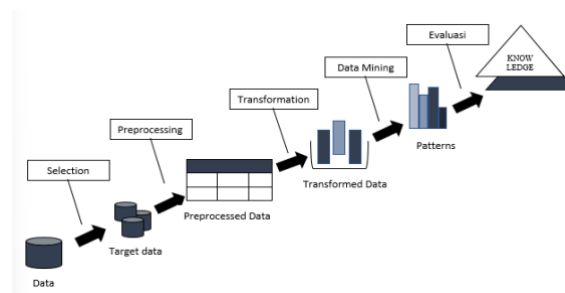 Evaluasi
KNOW
LEDGE
Data Mining
Transformation
Patterns
Preprocessing
Transformed Data
Selection
Preprocessed Data
Target data
Data